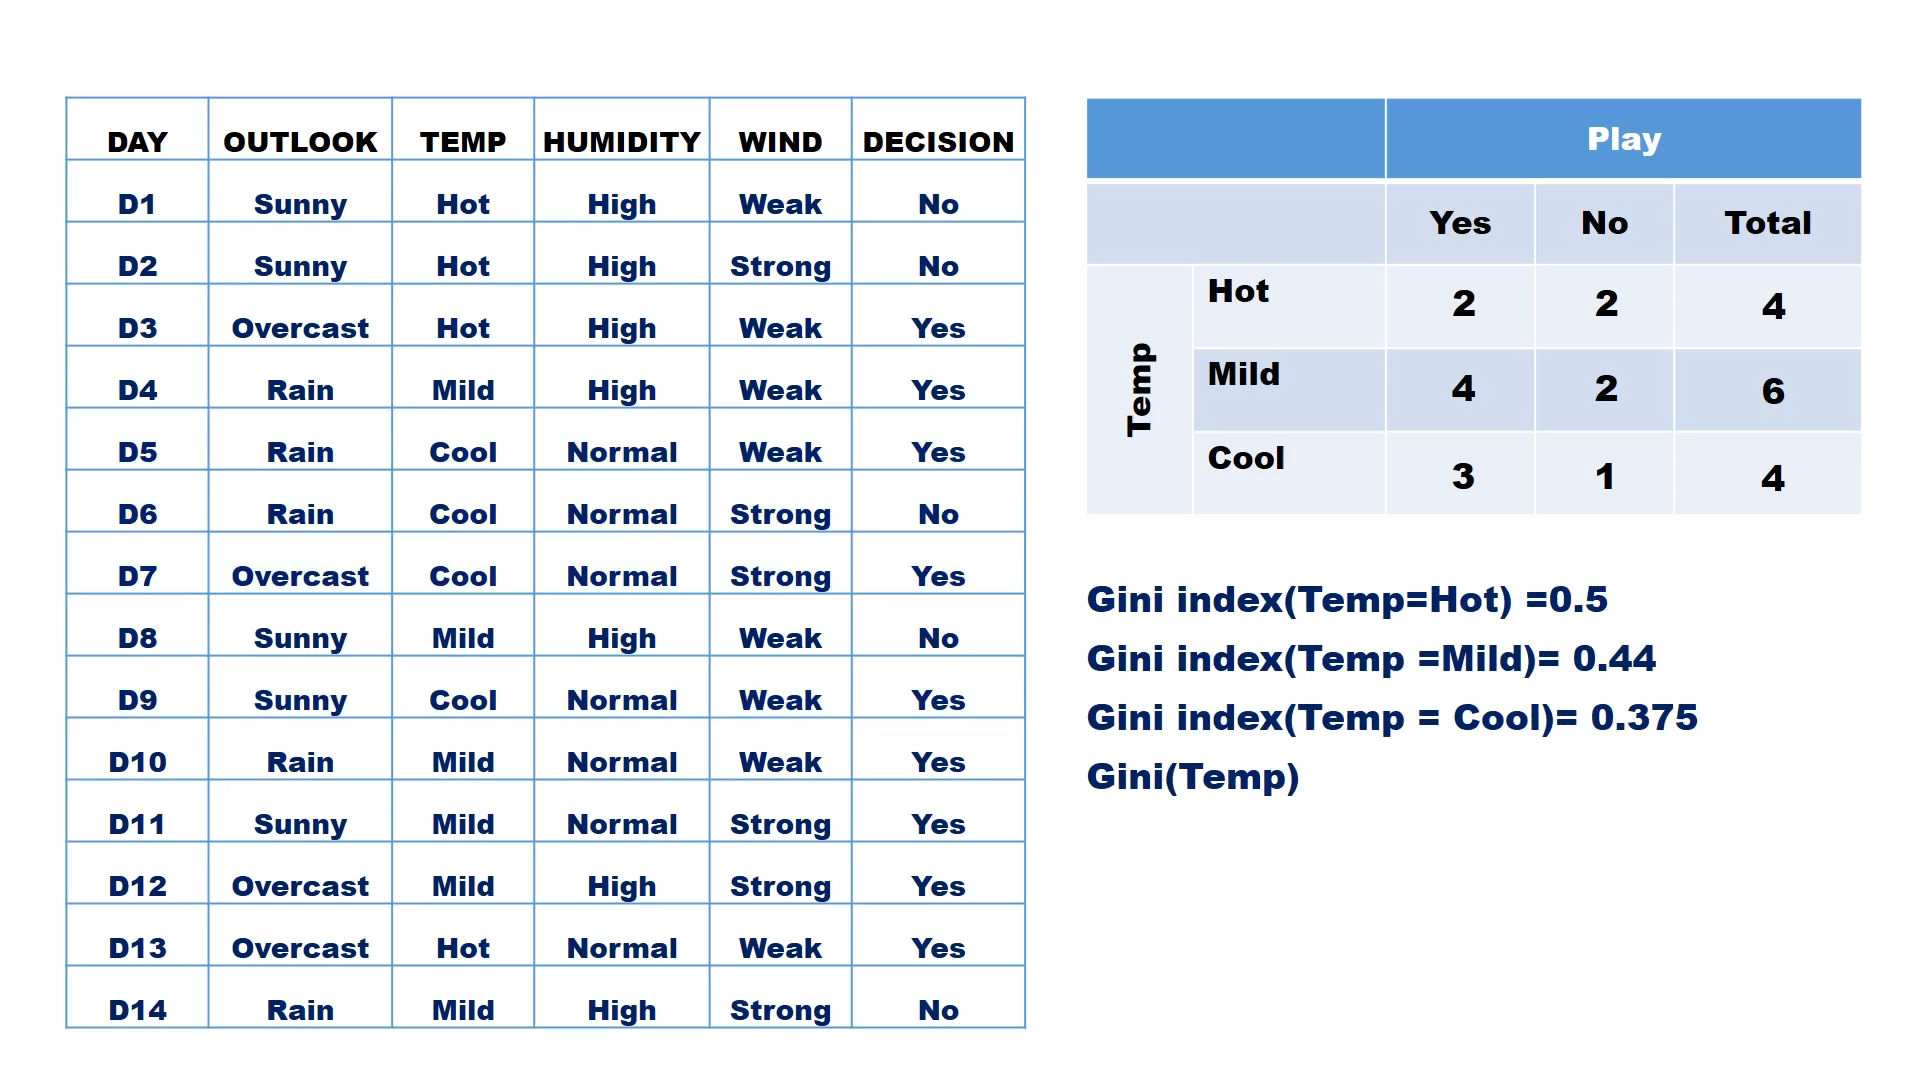 DAY OUTLOOK TEMP HUMIDITY WIND DECISION
D1 Sunny Hot High Weak No
D2 Sunny Hot High Strong No
D3 Overcast Hot High Weak Yes
D4 Rain Mild High Weak Yes
D5 Rain Cool Normal Weak Yes
D6 Rain Cool Normal Strong No
D7 Overcast Cool Normal Strong Yes
D8 Sunny Mild High Weak No
D9 Sunny Cool Normal Weak Yes
D10 Rain Mild Normal Weak Yes
D11 Sunny Mild Normal Strong Yes
D12 Overcast Mild High Strong Yes
D13 Overcast Hot Normal Weak Yes
D14 Rain Mild High Strong No
Play
Yes No Total
Temp
Hot 2 2 4
Mild 4 2 6
Cool 3 1 4
Gini index(Temp=Hot) =0.5
Gini index(Temp =Mild)= 0.44
Gini index(Temp = Cool)= 0.375
Gini(Temp)